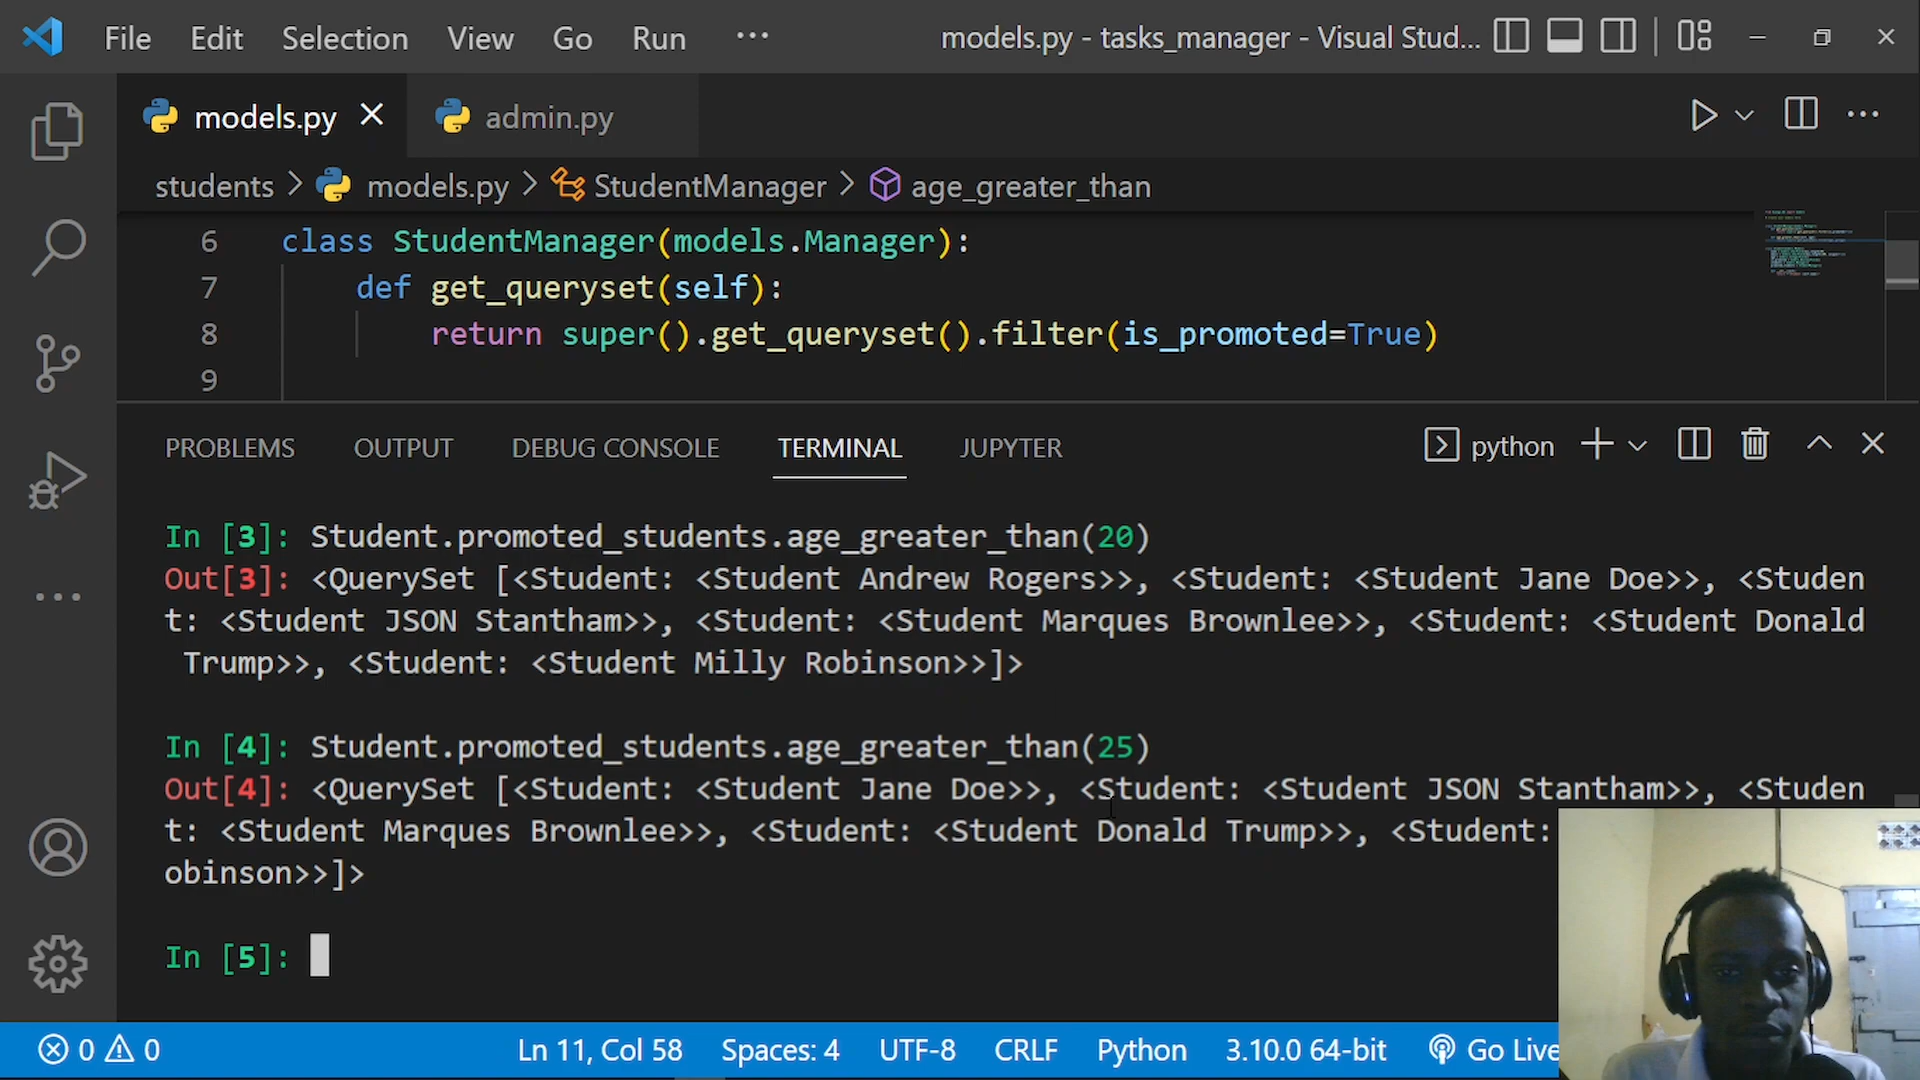 File Edit Selection View Go Run ... models.py - tasks_manager - Visual Stud...
models.py admin.py
students > models.py > StudentManager > age_greater_than
6 class StudentManager(models.Manager):
7 def get_queryset(self):
8 return super().get_queryset().filter(is_promoted=True)
9
PROBLEMS OUTPUT DEBUG CONSOLE TERMINAL JUPYTER python
In [3]: Student.promoted_students.age_greater_than(20)
Out[3]: <QuerySet [<Student: <Student Andrew Rogers>>, <Student: <Student Jane Doe>>, <Studen
t: <Student JSON Stantham>>, <Student: <Student Marques Brownlee>>, <Student: <Student Donald
Trump>>, <Student: <Student Milly Robinson>>]>
In [4]: Student.promoted_students.age_greater_than(25)
Out[4]: <QuerySet [<Student: <Student Jane Doe>>, <Student: <Student JSON Stantham>>, <Studen
t: <Student Marques Brownlee>>, <Student: <Student Donald Trump>>, <Student:
obinson>>]>
In [5]:
0 0 Ln 11, Col 58 Spaces: 4 UTF-8 CRLF Python 3.10.0 64-bit Go Live